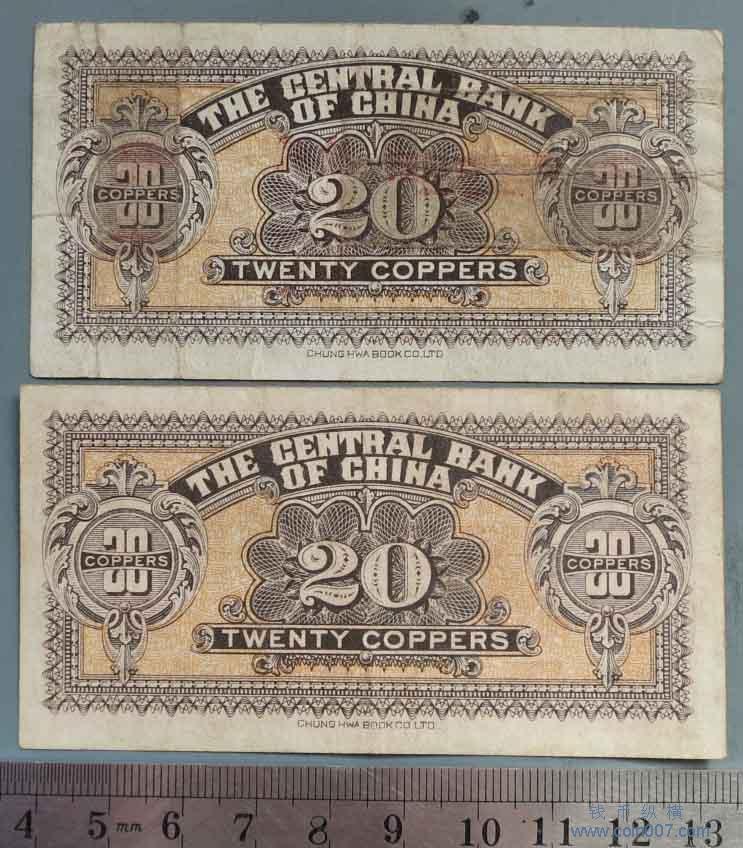 THE CENTRAL BANK
OF CHINA
20
20
COPPERS
20
COPPERS
TWENTY COPPERS
CHUNG HWA BOOK CO. LTD
THE CENTRAL BANK
OF CHINA
20
20
COPPERS
20
COPPERS
TWENTY COPPERS
CHUNG HWA BOOK CO. LTD.
4 5 mm 6 7 8 9 10 11 12 13
钱币纵横
www.coin007.com